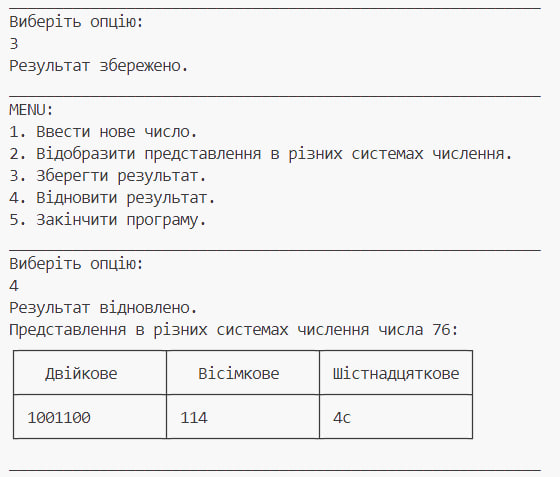 Виберіть опцію:
3
Результат збережено.
MENU:
1. Ввести нове число.
2. Відобразити представлення в різних системах числення.
3. Зберегти результат.
4. Відновити результат.
5. Закінчити програму.
Виберіть опцію:
4
Результат відновлено.
Представлення в різних системах числення числа 76:
Двійкове Вісімкове Шістнадцяткове
1001100 114 4c